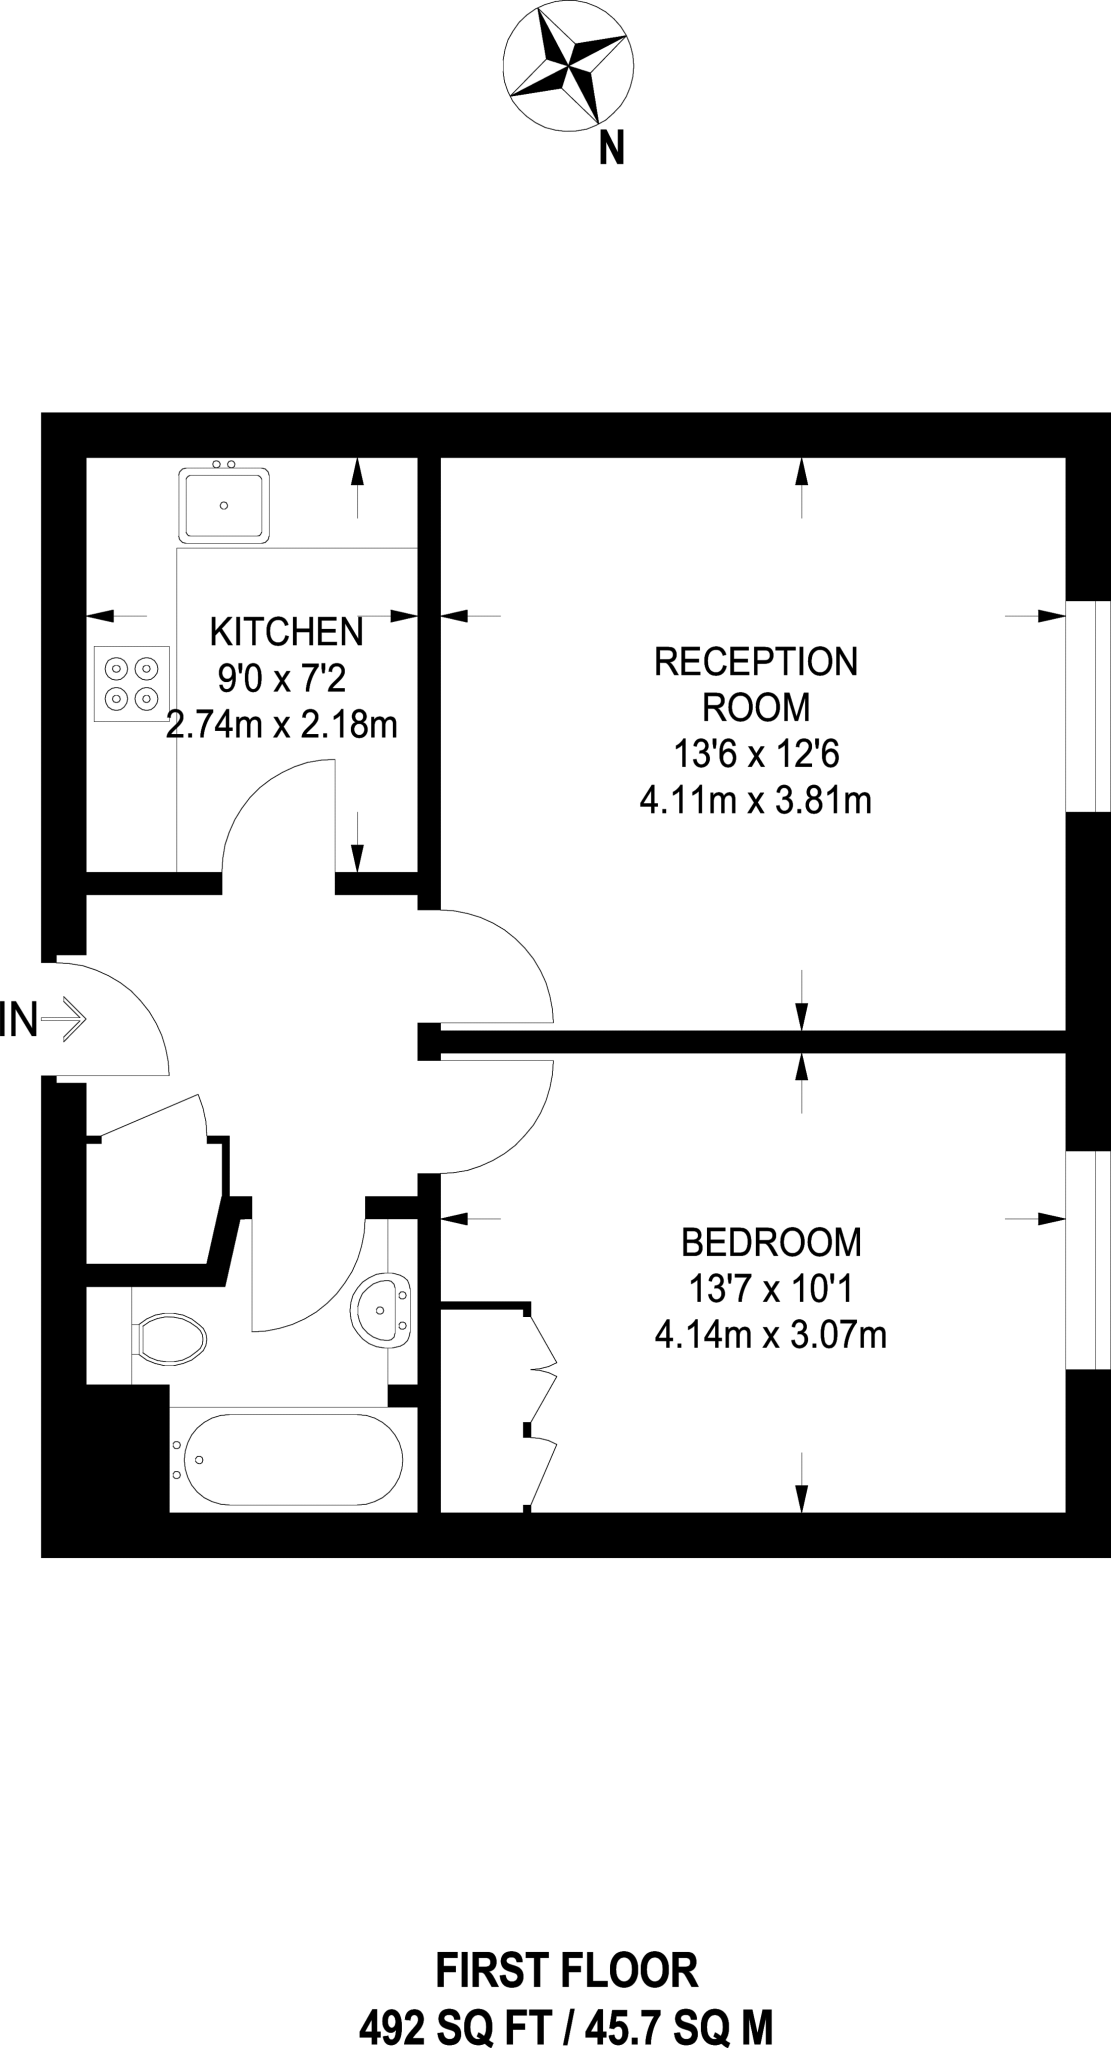 N
KITCHEN
9'0 x 7'2
2.74m x 2.18m
RECEPTION
ROOM
13'6 x 12'6
4.11m x 3.81m
IN
BEDROOM
13'7 x 10'1
4.14m x 3.07m
FIRST FLOOR
492 SQ FT / 45.7 SQ M